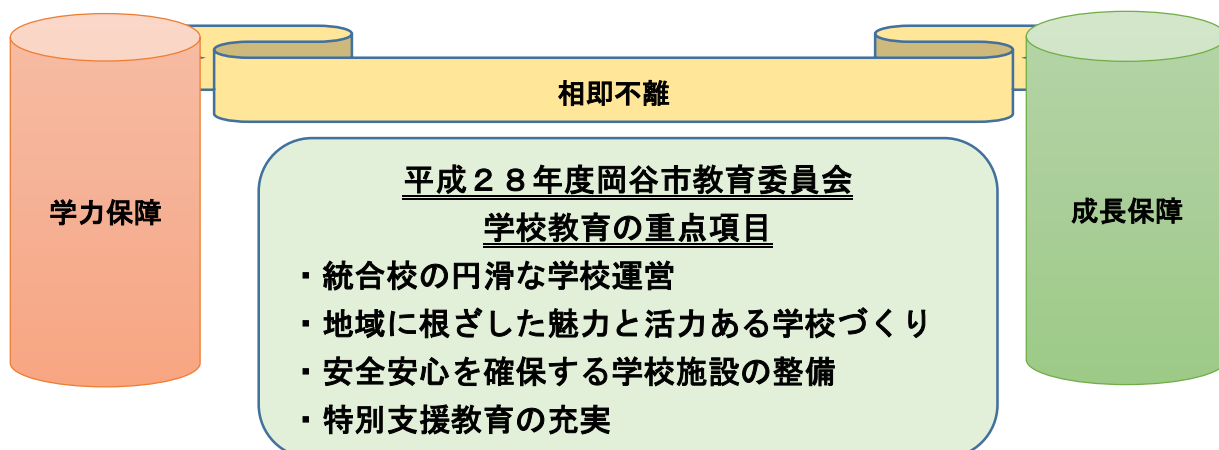 相即不離
学力保障
成長保障
平成２８年度岡谷市教育委員会
学校教育の重点項目
・統合校の円滑な学校運営
・地域に根ざした魅力と活力ある学校づくり
・安全安心を確保する学校施設の整備
・特別支援教育の充実